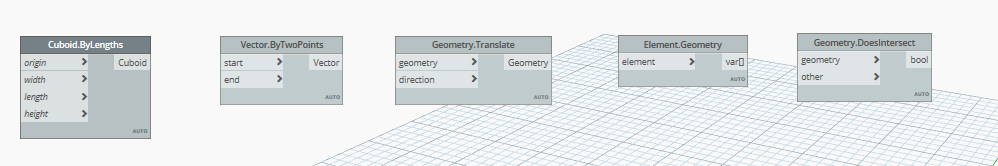 Cuboid.ByLengths
origin > Cuboid
width >
length >
height >
AUTO
Vector.ByTwoPoints
start > Vector
end >
AUTO
Geometry.Translate
geometry > Geometry
direction >
AUTO
Element.Geometry
element > var[]
AUTO
Geometry.DoesIntersect
geometry > bool
other >
AUTO